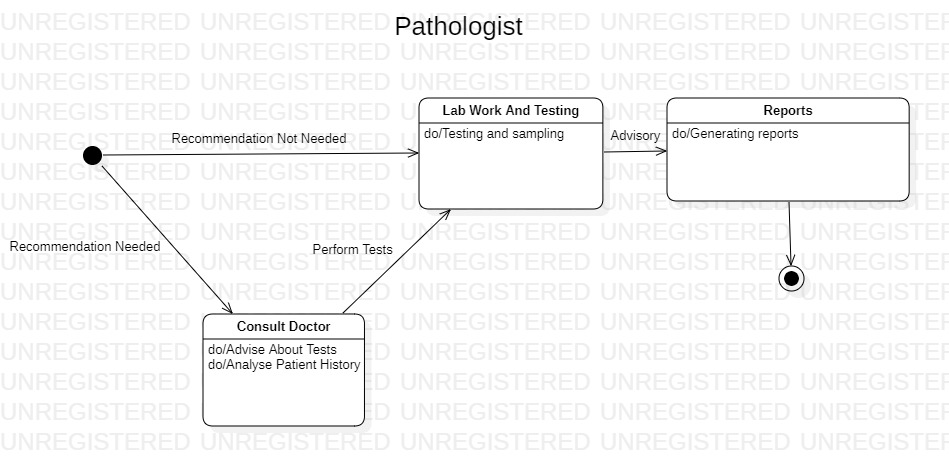 Pathologist
Lab Work And Testing
do/Testing and sampling
Reports
do/Generating reports
Advisory
Recommendation Not Needed
Recommendation Needed
Perform Tests
Consult Doctor
do/Advise About Tests
do/Analyse Patient History
UNREGISTERED UNREGISTERED UNREGISTERED UNREGISTERED UNREGISTERED